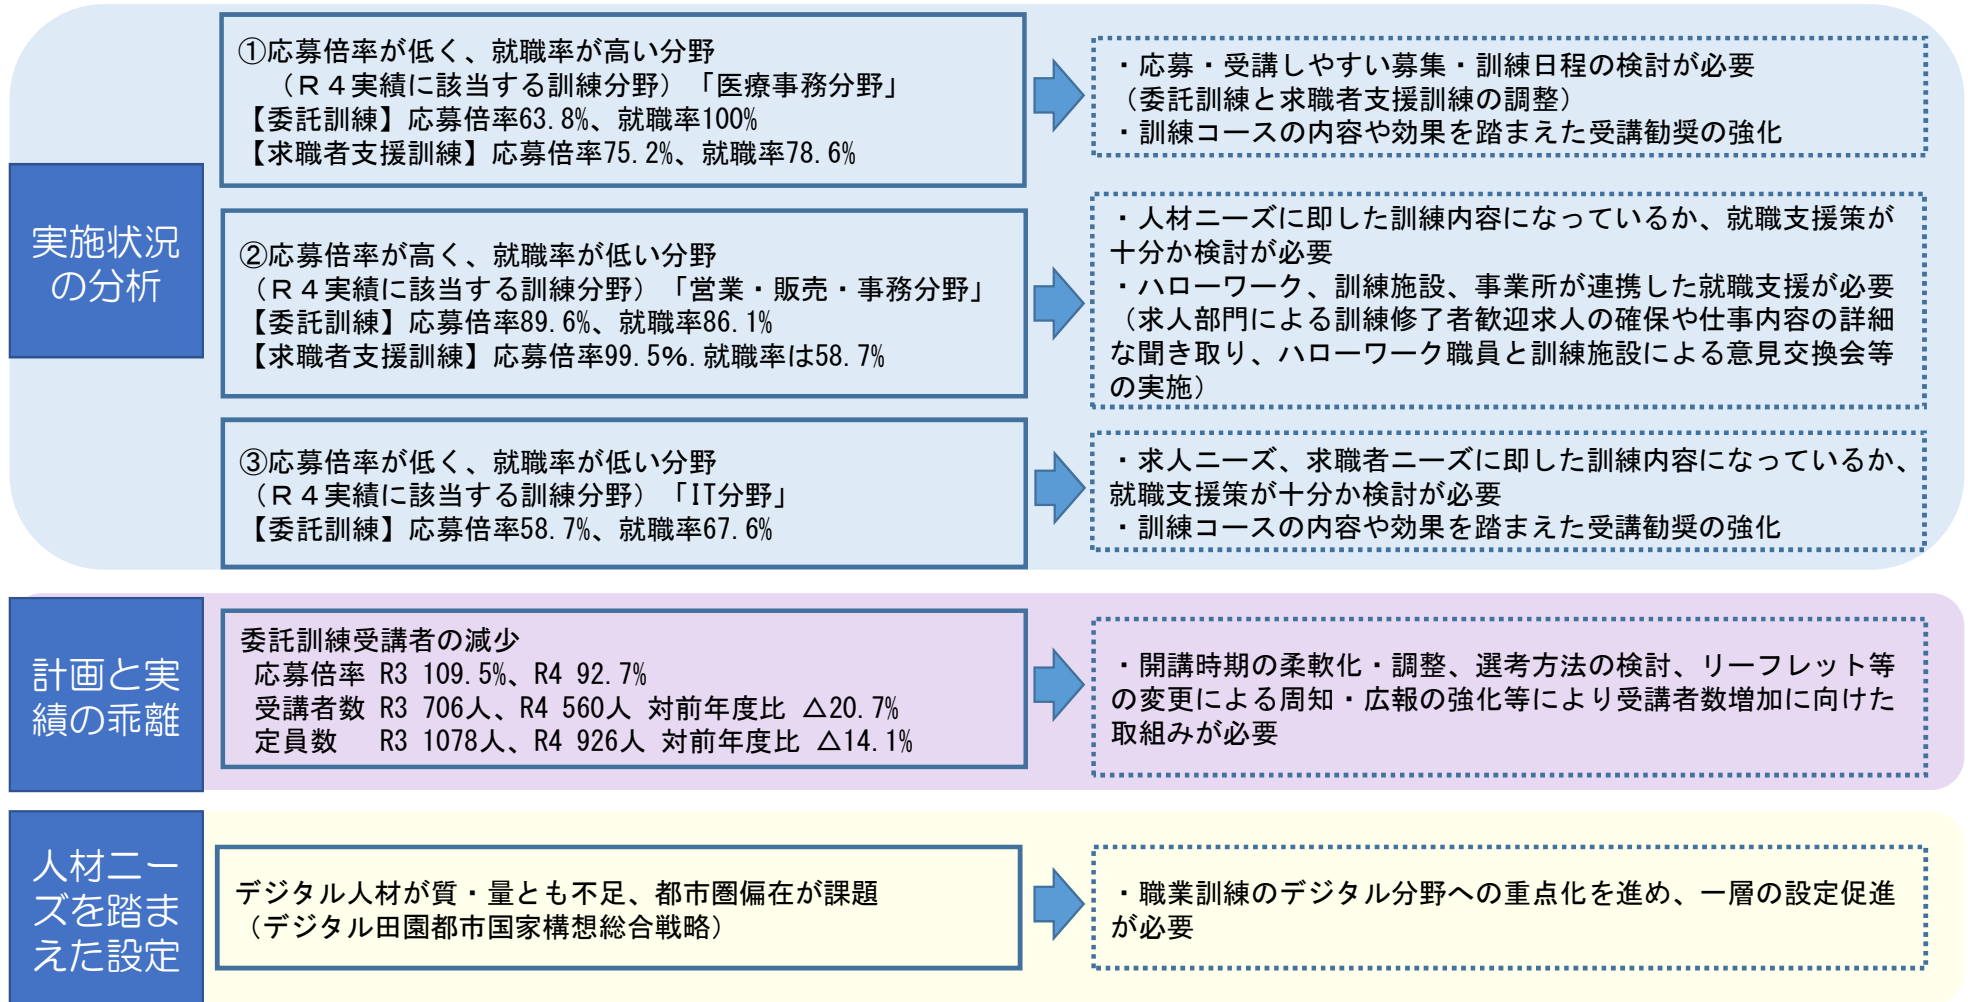 実施状況
の分析
①応募倍率が低く、就職率が高い分野
（Ｒ４実績に該当する訓練分野）「医療事務分野」
【委託訓練】応募倍率63.8%、就職率100%
【求職者支援訓練】応募倍率75.2%、就職率78.6%
・応募・受講しやすい募集・訓練日程の検討が必要
（委託訓練と求職者支援訓練の調整）
・訓練コースの内容や効果を踏まえた受講勧奨の強化
②応募倍率が高く、就職率が低い分野
（Ｒ４実績に該当する訓練分野）「営業・販売・事務分野」
【委託訓練】応募倍率89.6%、就職率86.1%
【求職者支援訓練】応募倍率99.5％.就職率は58.7%
・人材ニーズに即した訓練内容になっているか、就職支援策が
十分か検討が必要
・ハローワーク、訓練施設、事業所が連携した就職支援が必要
（求人部門による訓練修了者歓迎求人の確保や仕事内容の詳細
な聞き取り、ハローワーク職員と訓練施設による意見交換会等
の実施）
③応募倍率が低く、就職率が低い分野
（Ｒ４実績に該当する訓練分野）「IT分野」
【委託訓練】応募倍率58.7%、就職率67.6%
・求人ニーズ、求職者ニーズに即した訓練内容になっているか、
就職支援策が十分か検討が必要
・訓練コースの内容や効果を踏まえた受講勧奨の強化
計画と実
績の乖離
委託訓練受講者の減少
応募倍率 R3 109.5%、R4 92.7%
受講者数 R3 706人、R4 560人 対前年度比 △20.7%
定員数 R3 1078人、R4 926人 対前年度比 △14.1%
・開講時期の柔軟化・調整、選考方法の検討、リーフレット等
の変更による周知・広報の強化等により受講者数増加に向けた
取組みが必要
人材ニー
ズを踏ま
えた設定
デジタル人材が質・量とも不足、都市圏偏在が課題
（デジタル田園都市国家構想総合戦略）
・職業訓練のデジタル分野への重点化を進め、一層の設定促進
が必要